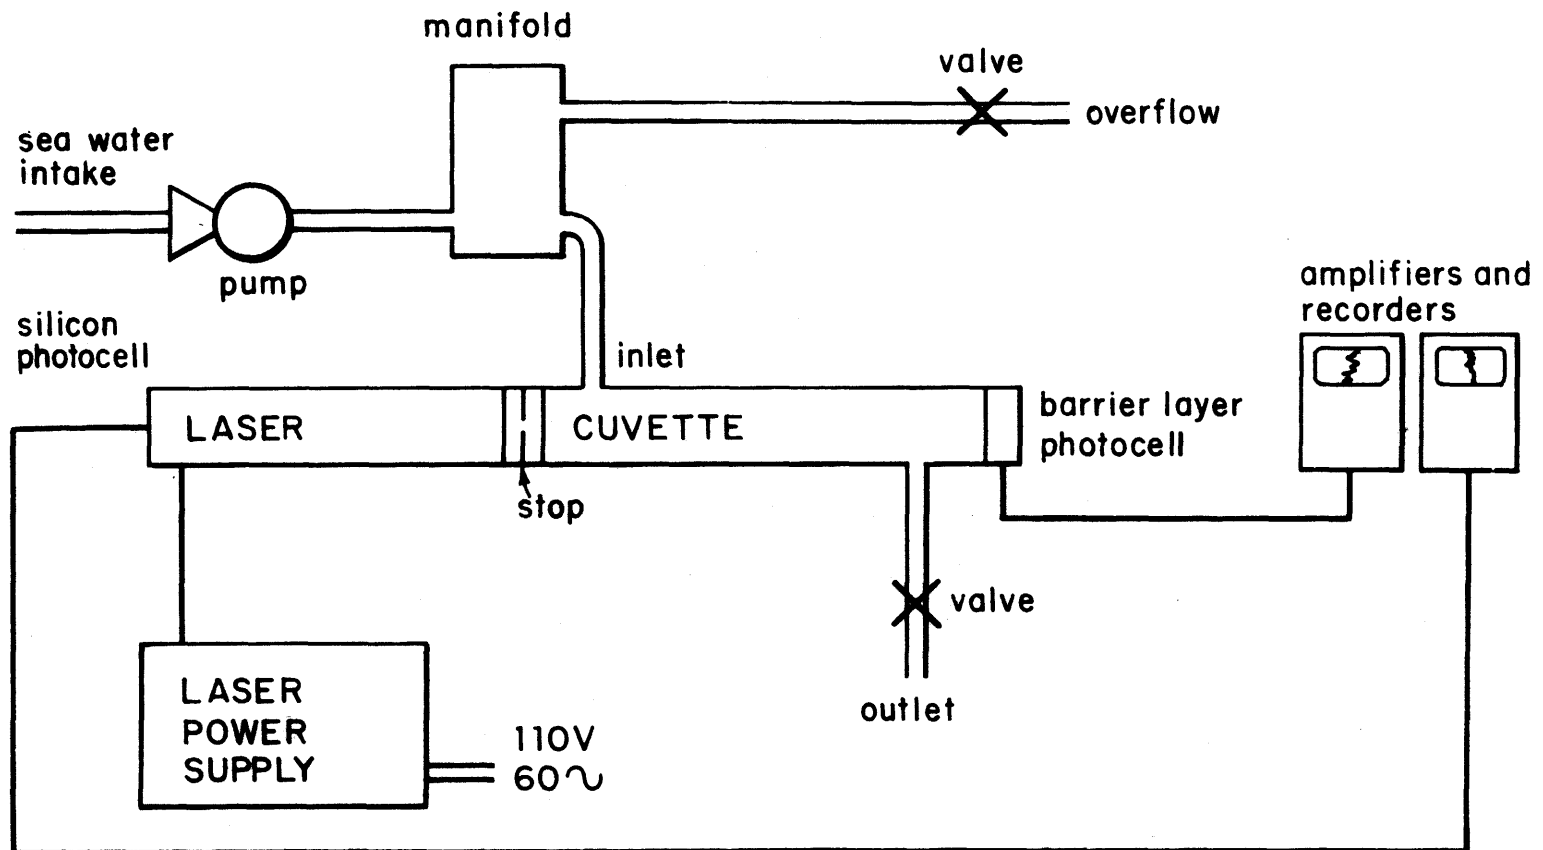 manifold
valve
overflow
sea water
intake
pump
silicon
photocell
inlet
amplifiers and
recorders
LASER
CUVETTE
barrier layer
photocell
stop
valve
outlet
LASER
POWER
SUPPLY
110V
60∿